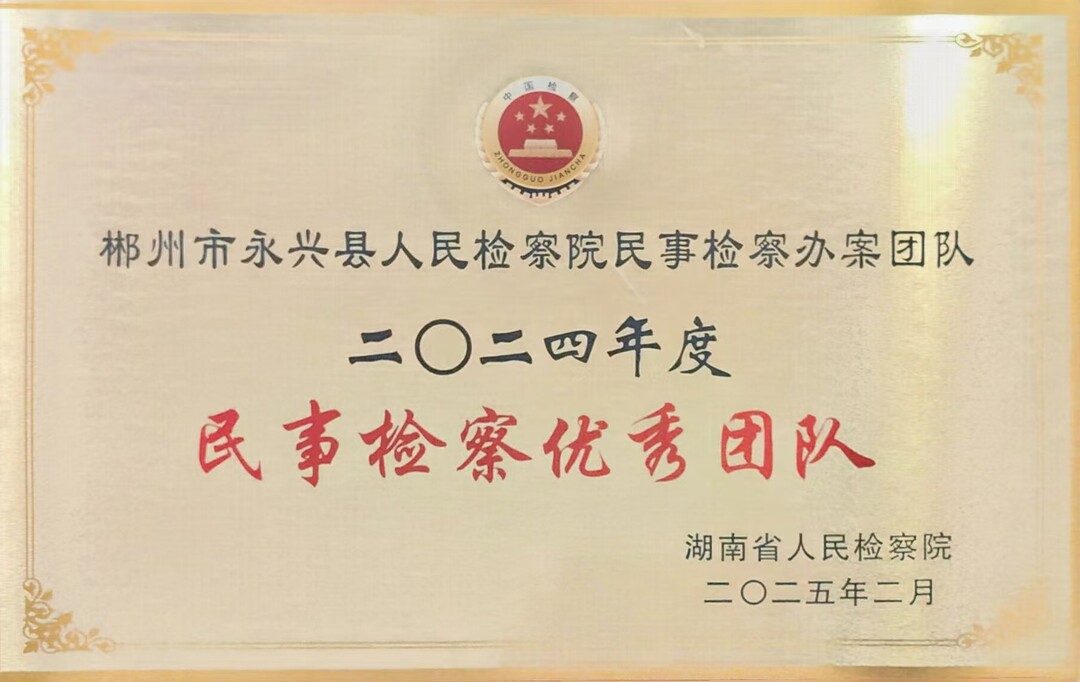 中国检察
ZHONGGUO JIANCHA
郴州市永兴县人民检察院民事检察办案团队
二〇二四年度
民事检察优秀团队
湖南省人民检察院
二〇二五年二月